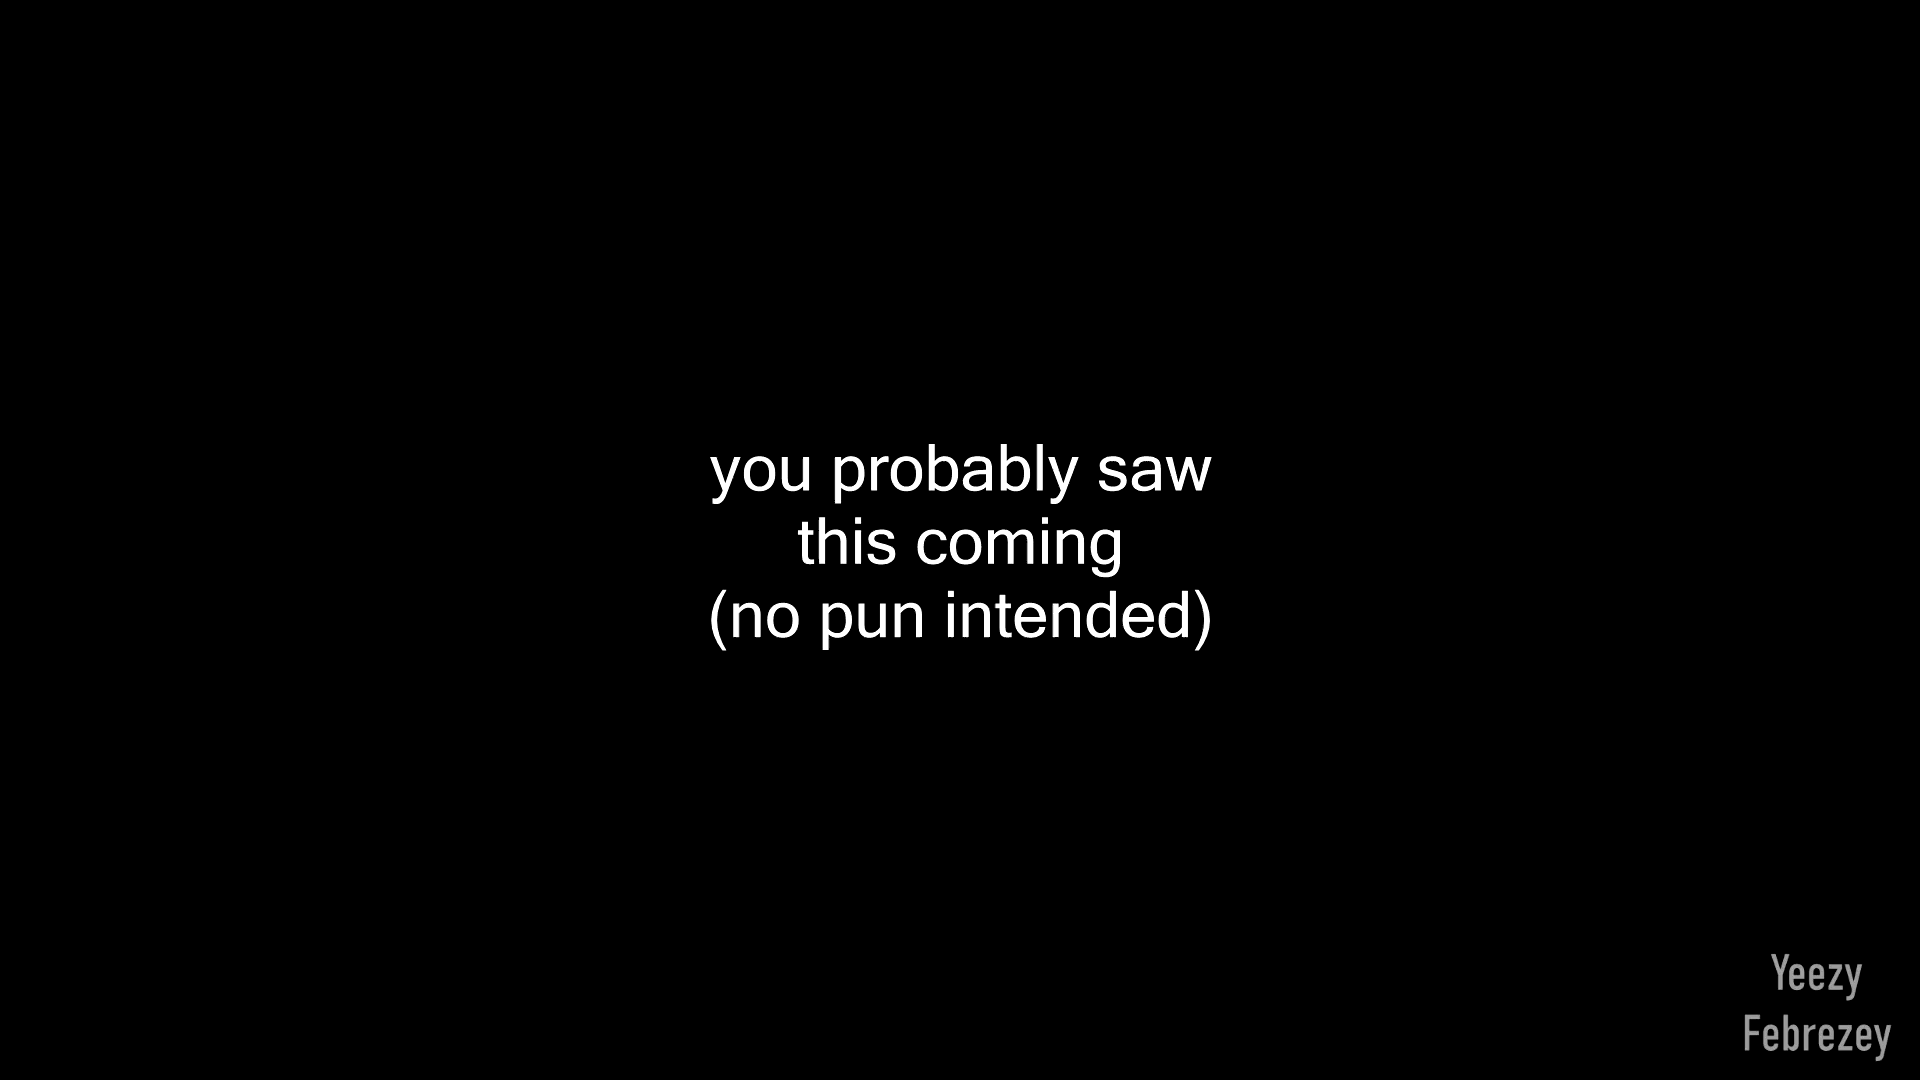 you probably saw
this coming
(no pun intended)
Yeezy
Febrezey